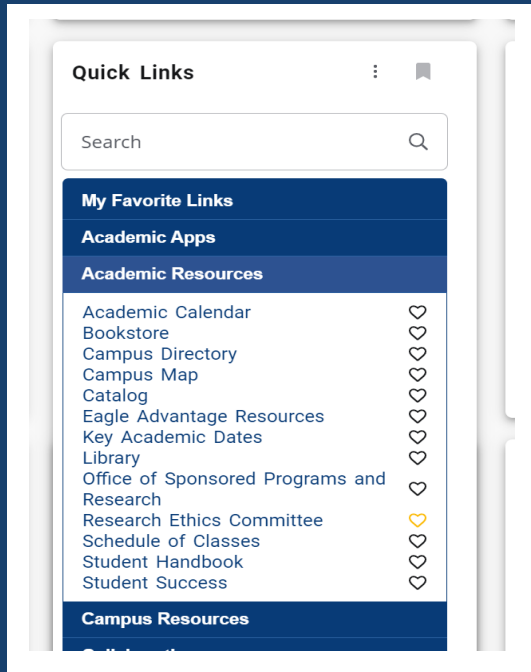 Quick Links
Search
My Favorite Links
Academic Apps
Academic Resources
Academic Calendar
Bookstore
Campus Directory
Campus Map
Catalog
Eagle Advantage Resources
Key Academic Dates
Library
Office of Sponsored Programs and
Research
Research Ethics Committee
Schedule of Classes
Student Handbook
Student Success
Campus Resources